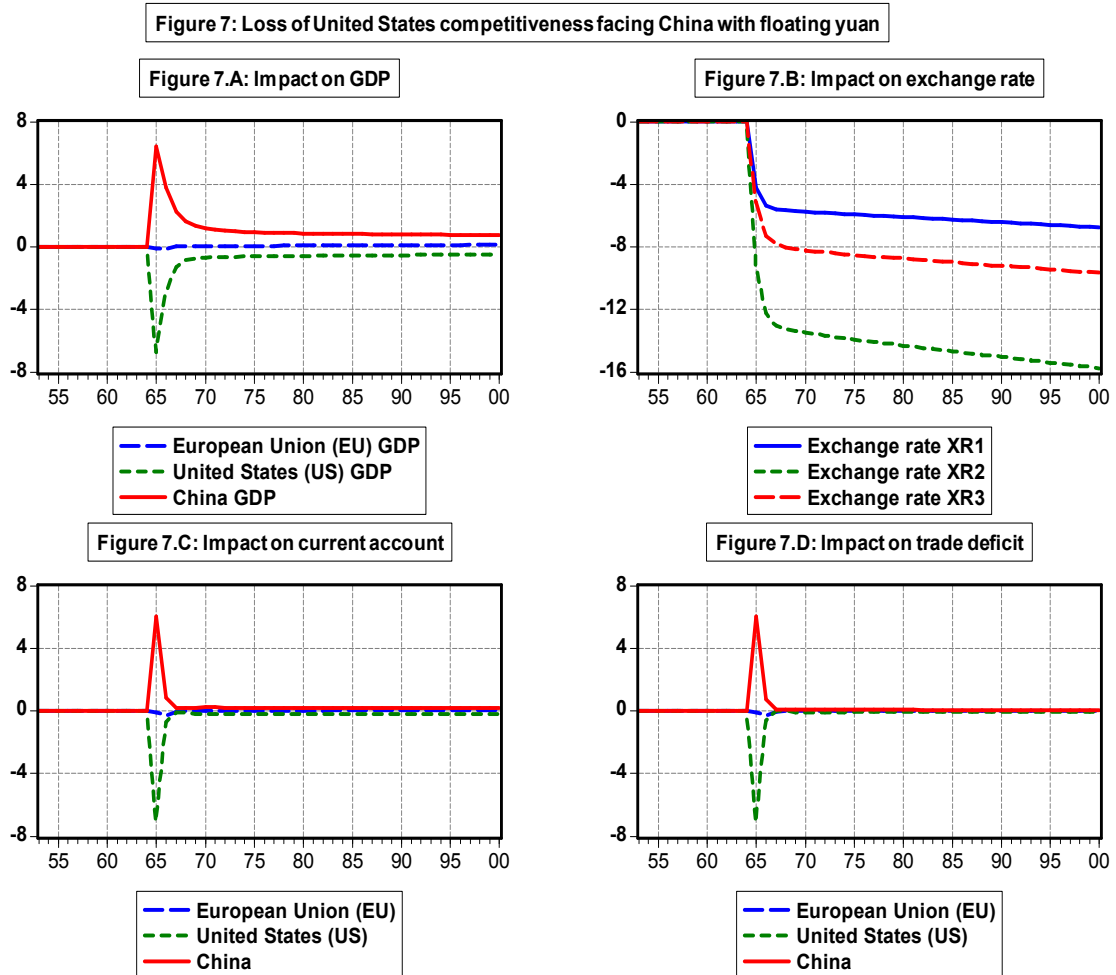 Figure 7: Loss of United States competitiveness facing China with floating yuan
Figure 7.A: Impact on GDP
8
4
0
-4
-8
55 60 65 70 75 80 85 90 95 00
European Union (EU) GDP
United States (US) GDP
China GDP
Figure 7.B: Impact on exchange rate
0
-4
-8
-12
-16
55 60 65 70 75 80 85 90 95 00
Exchange rate XR1
Exchange rate XR2
Exchange rate XR3
Figure 7.C: Impact on current account
8
4
0
-4
-8
55 60 65 70 75 80 85 90 95 00
European Union (EU)
United States (US)
China
Figure 7.D: Impact on trade deficit
8
4
0
-4
-8
55 60 65 70 75 80 85 90 95 00
European Union (EU)
United States (US)
China